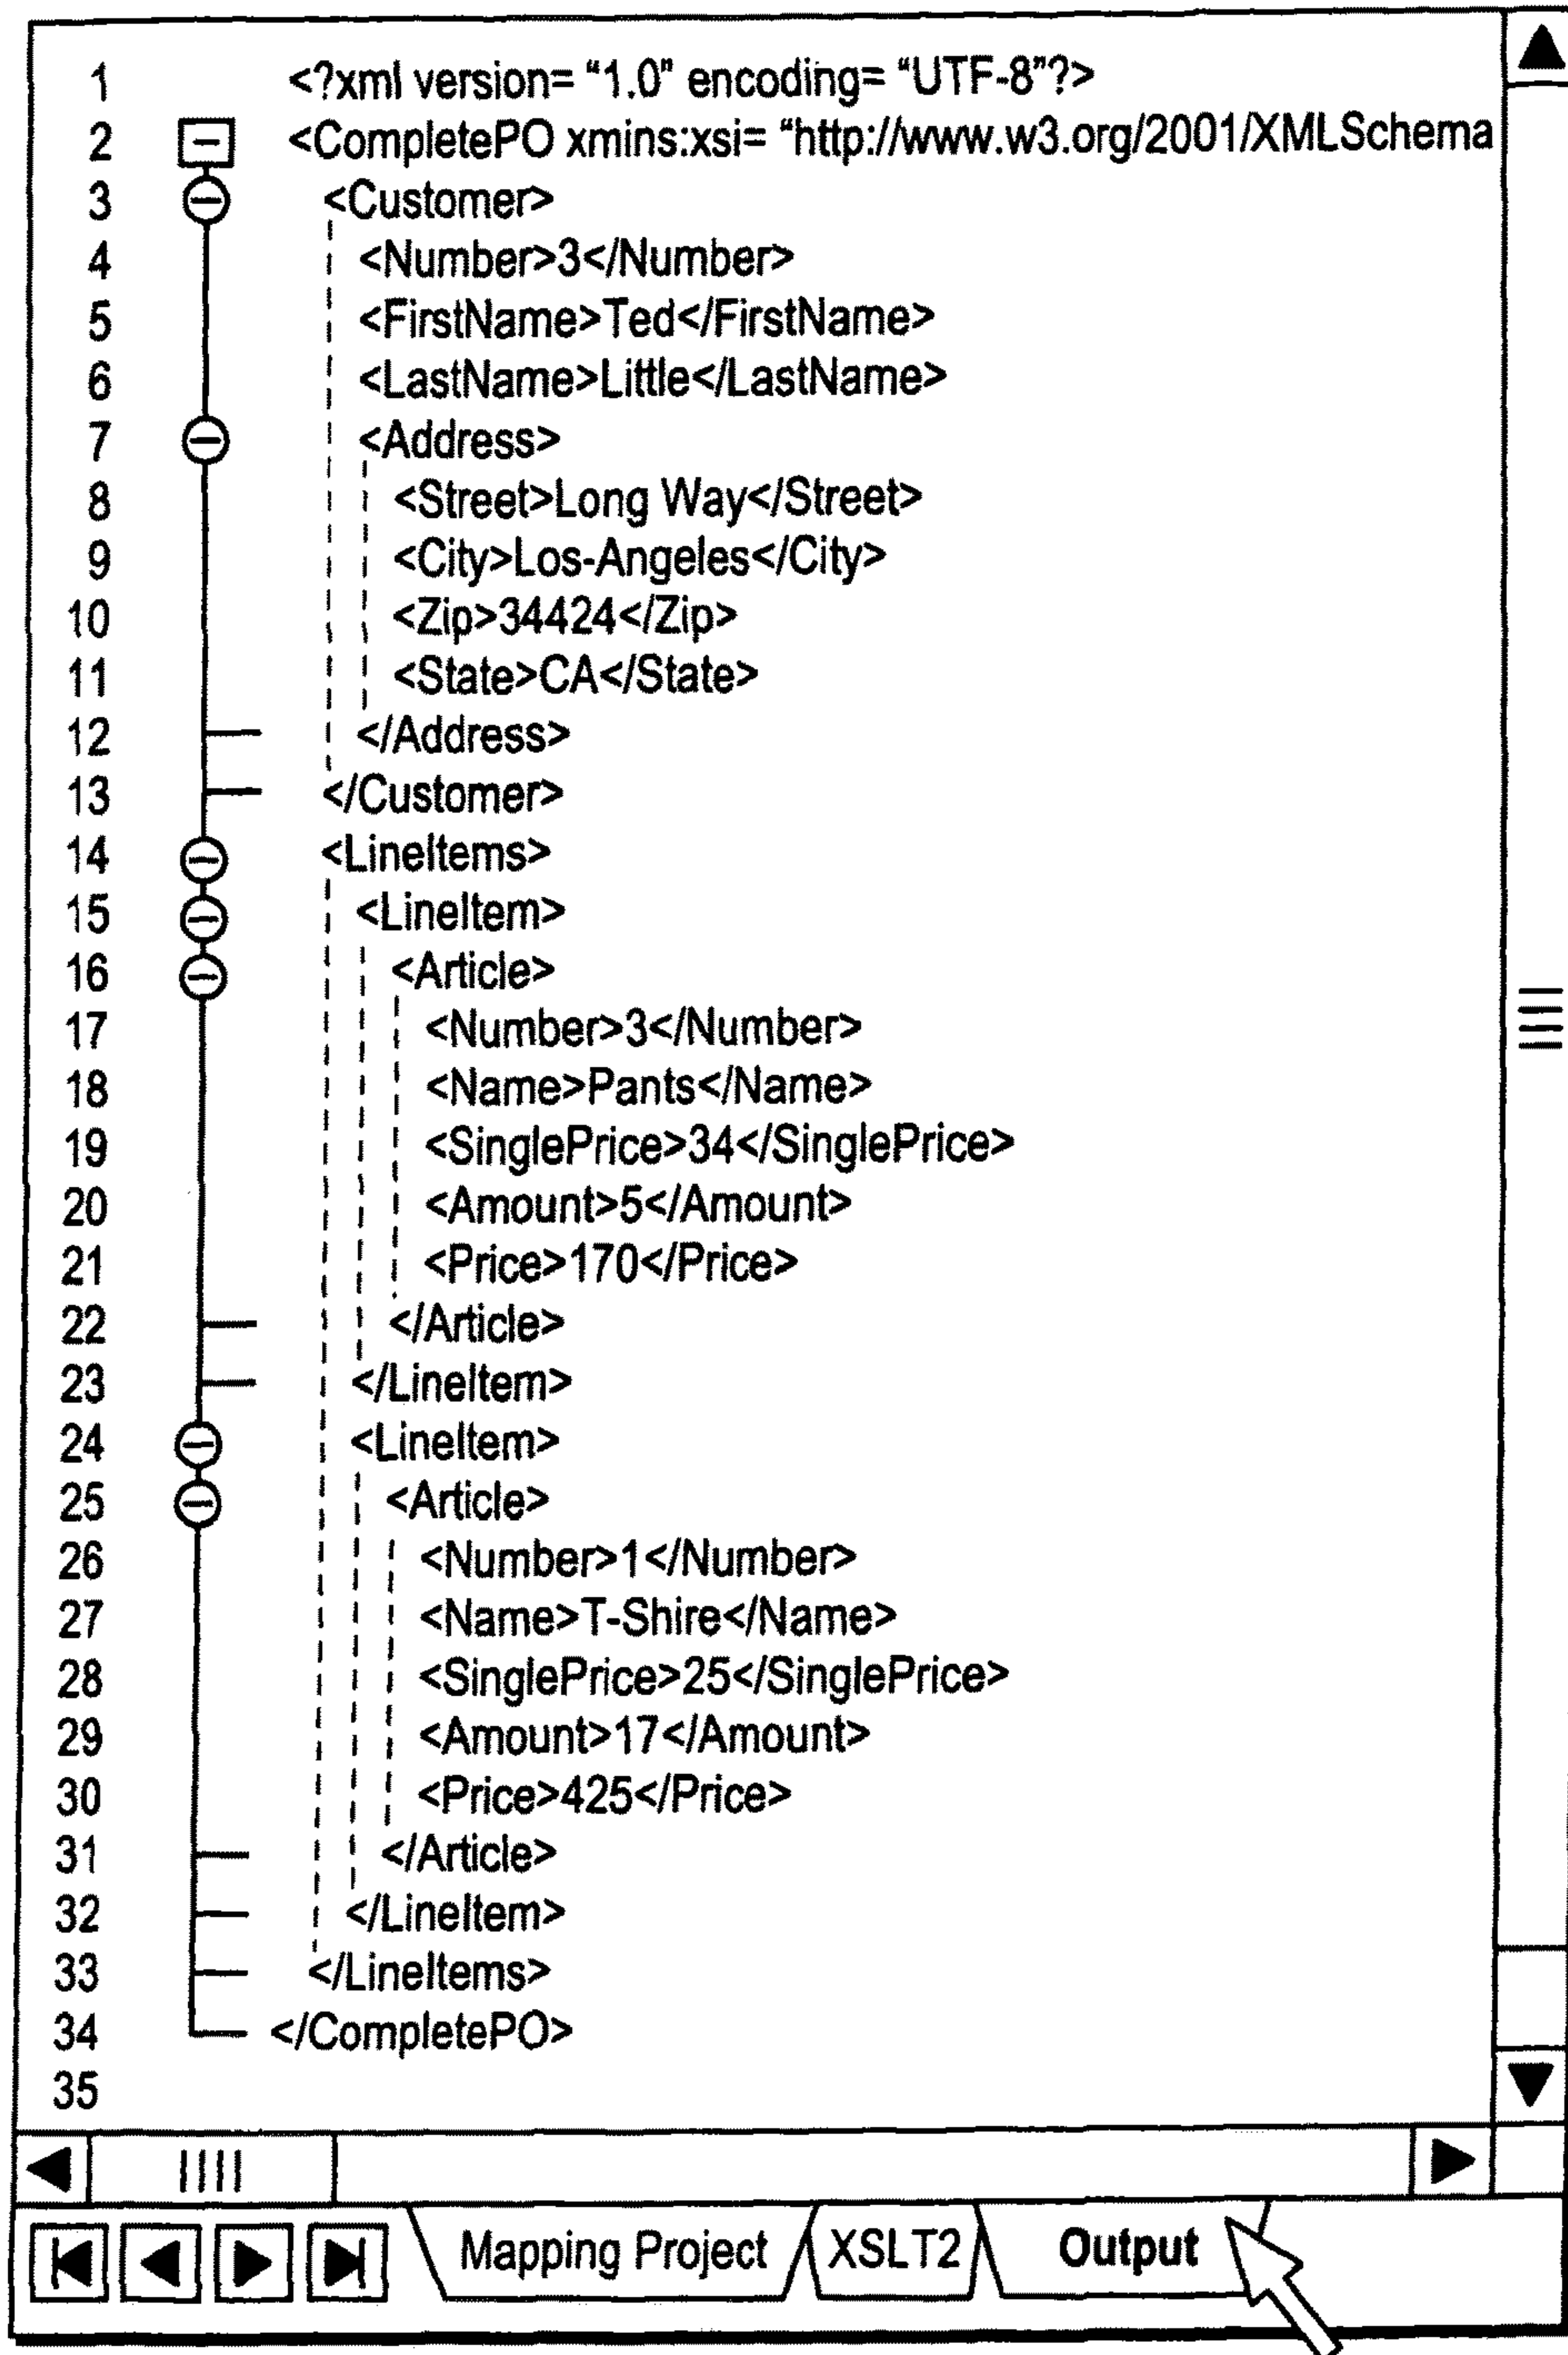 1 <?xml version= “1.0” encoding= “UTF-8”?>
2 <CompletePO xmins:xsi= “http://www.w3.org/2001/XMLSchema
3 <Customer>
4 <Number>3</Number>
5 <FirstName>Ted</FirstName>
6 <LastName>Little</LastName>
7 <Address>
8 <Street>Long Way</Street>
9 <City>Los-Angeles</City>
10 <Zip>34424</Zip>
11 <State>CA</State>
12 </Address>
13 </Customer>
14 <LineItems>
15 <LineItem>
16 <Article>
17 <Number>3</Number>
18 <Name>Pants</Name>
19 <SinglePrice>34</SinglePrice>
20 <Amount>5</Amount>
21 <Price>170</Price>
22 </Article>
23 </LineItem>
24 <LineItem>
25 <Article>
26 <Number>1</Number>
27 <Name>T-Shire</Name>
28 <SinglePrice>25</SinglePrice>
29 <Amount>17</Amount>
30 <Price>425</Price>
31 </Article>
32 </LineItem>
33 </LineItems>
34 </CompletePO>
35
Mapping Project XSLT2 Output